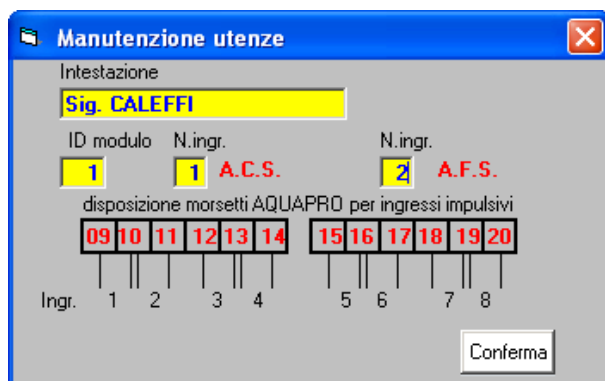 Manutenzione utenze
Intestazione
Sig. CALEFFI
ID modulo N.ingr. N.ingr.
1 1 A.C.S. 2 A.F.S.
disposizione morsetti AQUAPRO per ingressi impulsivi
09 10 11 12 13 14 15 16 17 18 19 20
Ingr. 1 2 3 4 5 6 7 8
Conferma